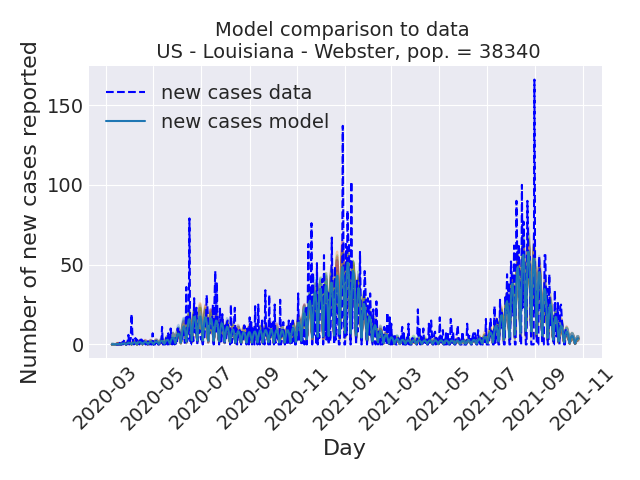 Model comparison to data
US - Louisiana - Webster, pop. = 38340
Number of new cases reported
150
100
50
0
new cases data
new cases model
2020-03
2020-05
2020-07
2020-09
2020-11
2021-01
2021-03
2021-05
2021-07
2021-09
2021-11
Day